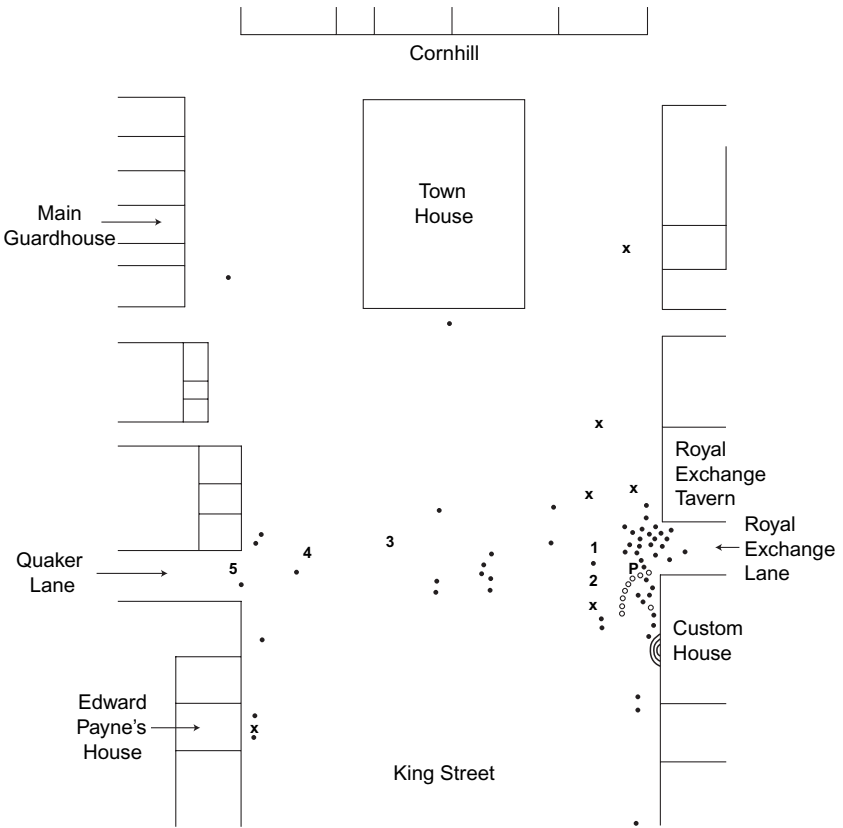 Cornhill
Town
House
Main
Guardhouse
x
x
Royal
Exchange
Tavern
x
x
Royal
Exchange
Lane
3
1
4
Quaker
Lane
5
P
2
x
Custom
House
Edward
Payne's
House
x
King Street